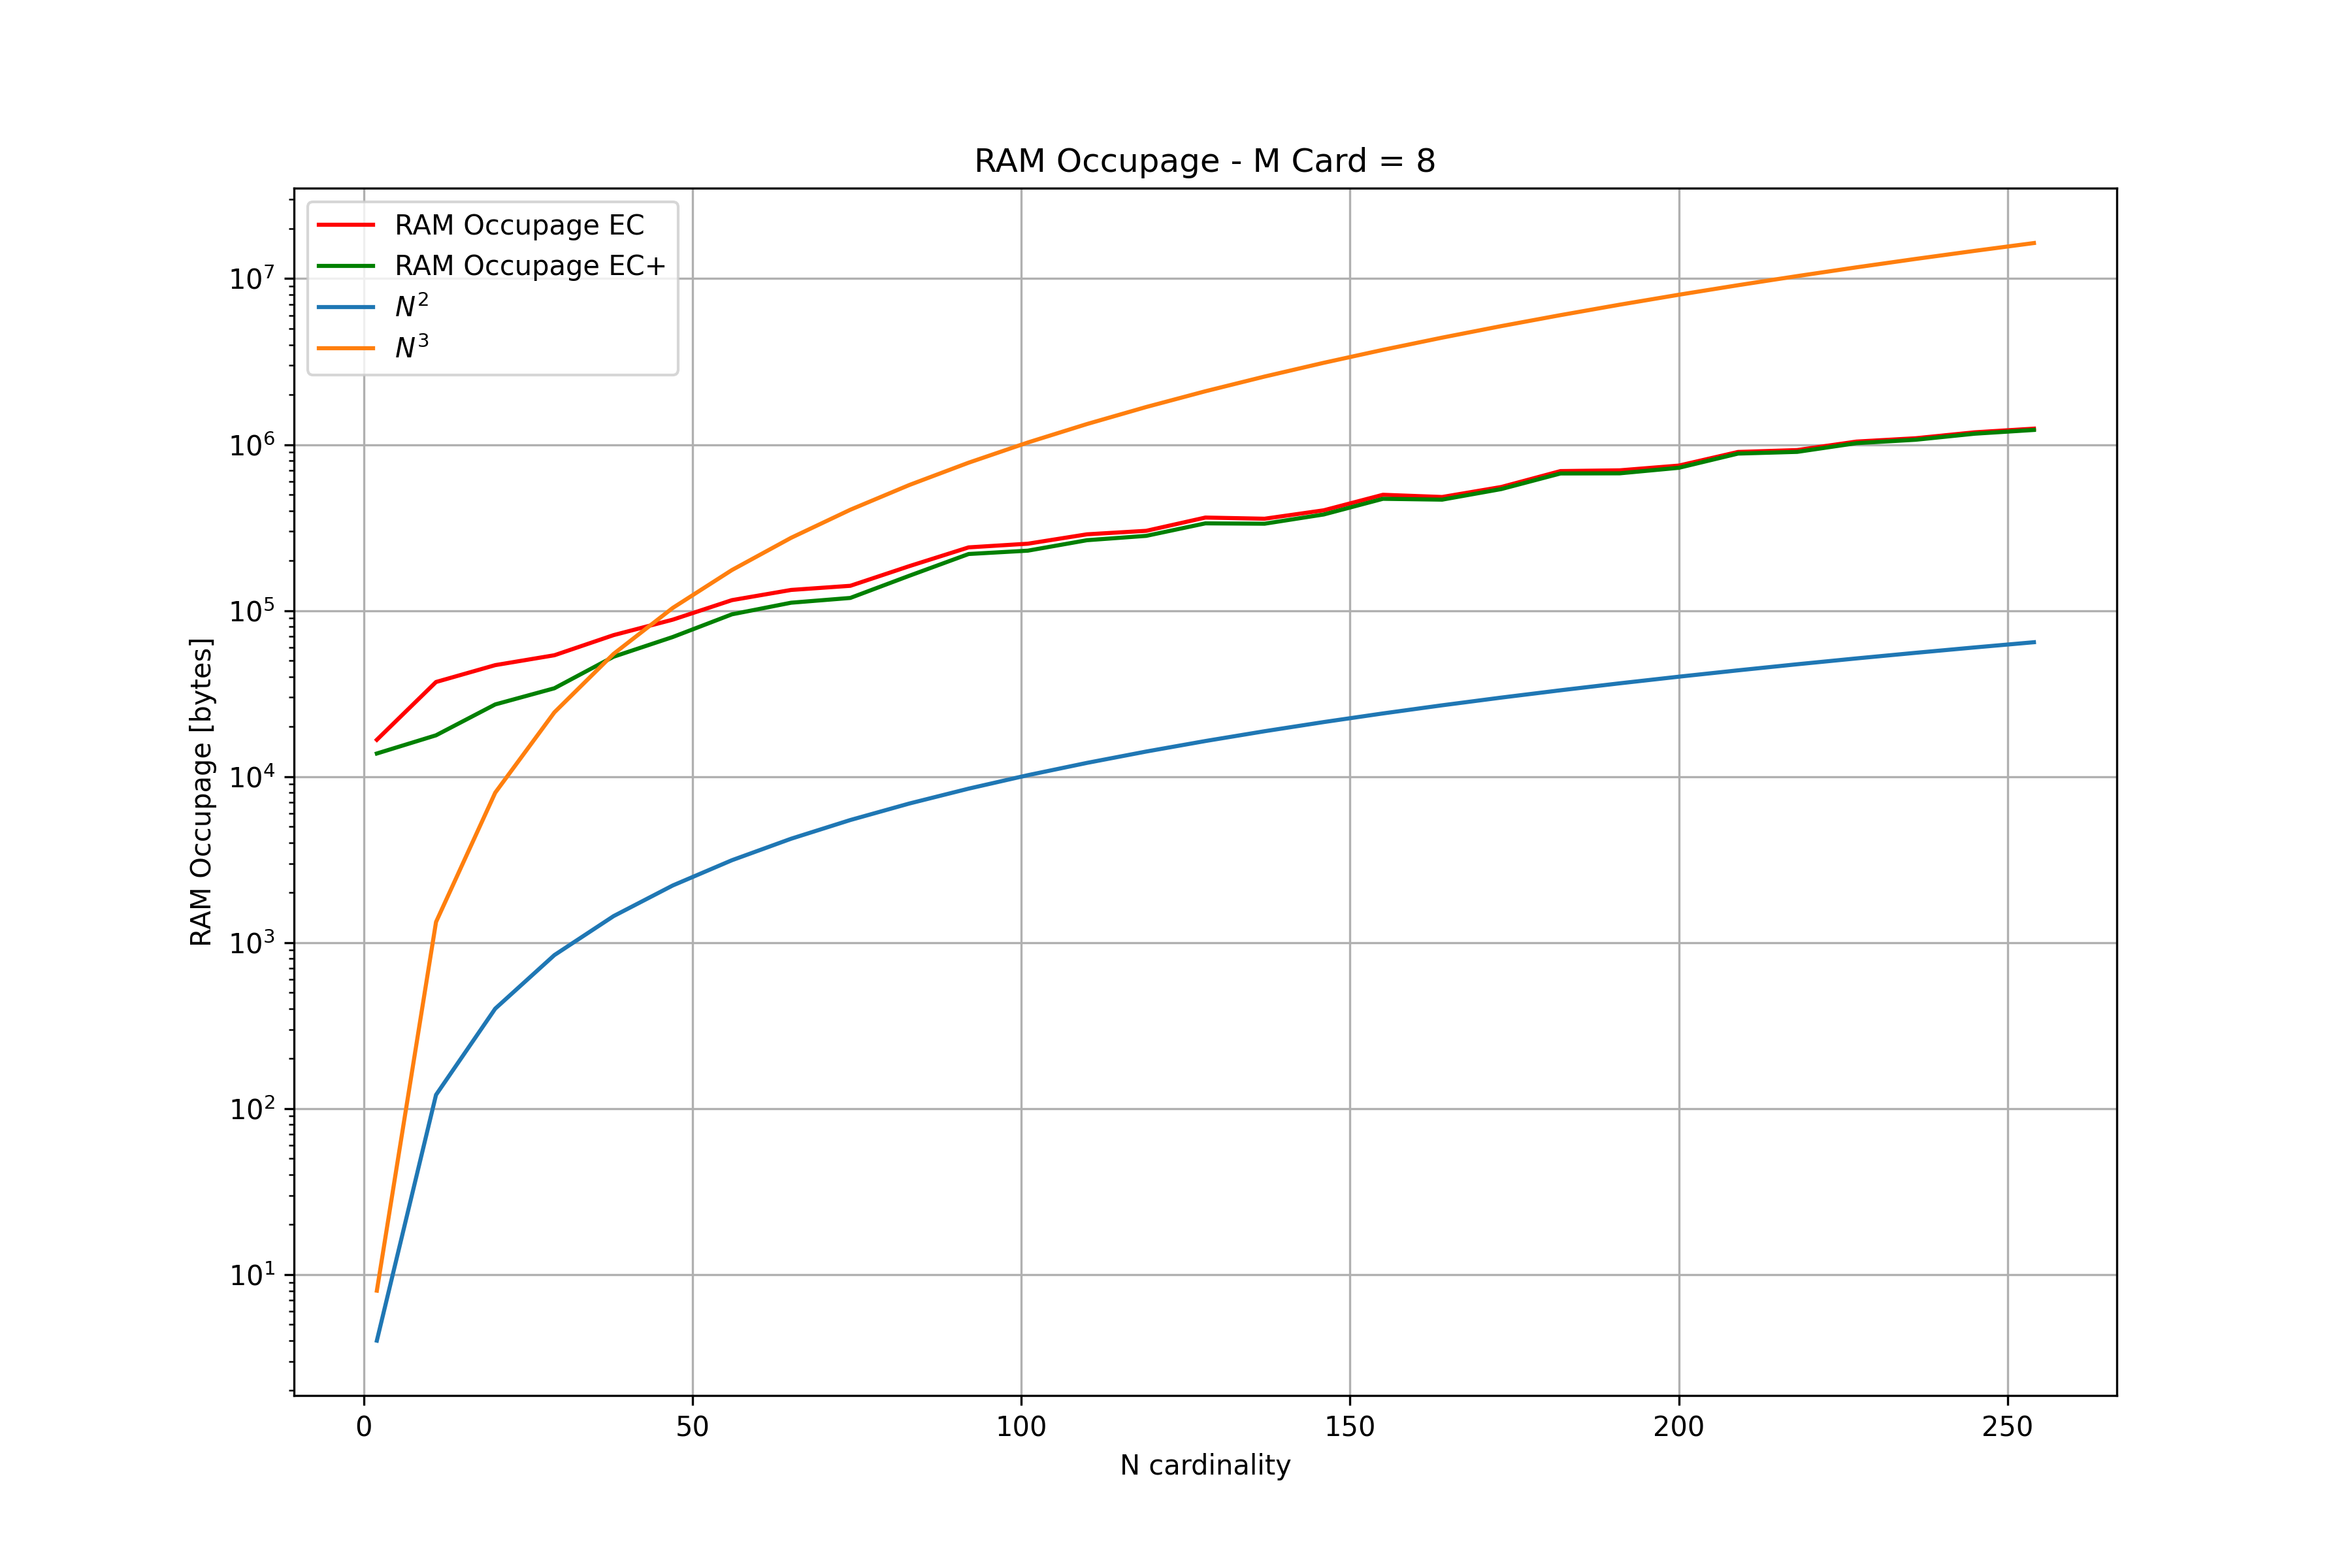 RAM Occupage - M Card = 8
RAM Occupage EC
RAM Occupage EC+
N²
N³
RAM Occupage [bytes]
10⁷
10⁶
10⁵
10⁴
10³
10²
10¹
0 50 100 150 200 250
N cardinality